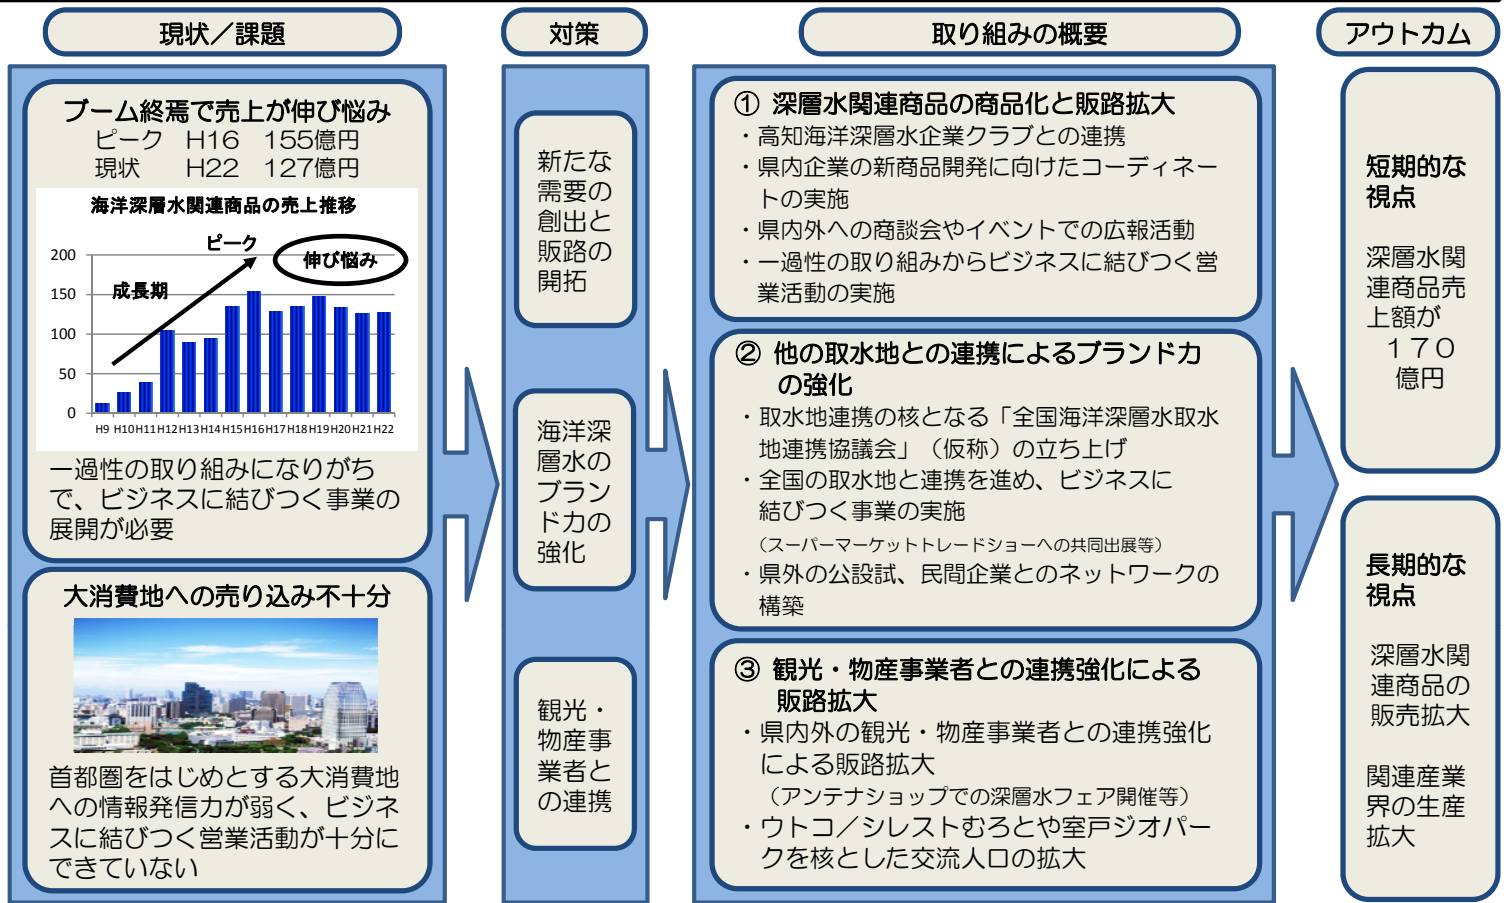 現状／課題
対策
取り組みの概要
アウトカム
ブーム終焉で売上が伸び悩み
ピーク　H16　155億円
現状　　H22　127億円
海洋深層水関連商品の売上推移
ピーク
伸び悩み
成長期
200
150
100
50
0
H9 H10 H11 H12 H13 H14 H15 H16 H17 H18 H19 H20 H21 H22
一過性の取り組みになりがち
で、ビジネスに結びつく事業の
展開が必要
大消費地への売り込み不十分
首都圏をはじめとする大消費地
への情報発信力が弱く、ビジネ
スに結びつく営業活動が十分に
できていない
新たな
需要の
創出と
販路の
開拓
海洋深
層水の
ブラン
ド力の
強化
観光・
物産事
業者と
の連携
① 深層水関連商品の商品化と販路拡大
・高知海洋深層水企業クラブとの連携
・県内企業の新商品開発に向けたコーディネー
トの実施
・県内外への商談会やイベントでの広報活動
・一過性の取り組みからビジネスに結びつく営
業活動の実施
② 他の取水地との連携によるブランド力
の強化
・取水地連携の核となる「全国海洋深層水取水
地連携協議会」（仮称）の立ち上げ
・全国の取水地と連携を進め、ビジネスに
結びつく事業の実施
（スーパーマーケットトレードショーへの共同出展等）
・県外の公設試、民間企業とのネットワークの
構築
③ 観光・物産事業者との連携強化による
販路拡大
・県内外の観光・物産事業者との連携強化
による販路拡大
（アンテナショップでの深層水フェア開催等）
・ウトコ／シレストむろとや室戸ジオパー
クを核とした交流人口の拡大
短期的な
視点
深層水関
連商品売
上額が
１７０
億円
長期的な
視点
深層水関
連商品の
販売拡大
関連産業
界の生産
拡大